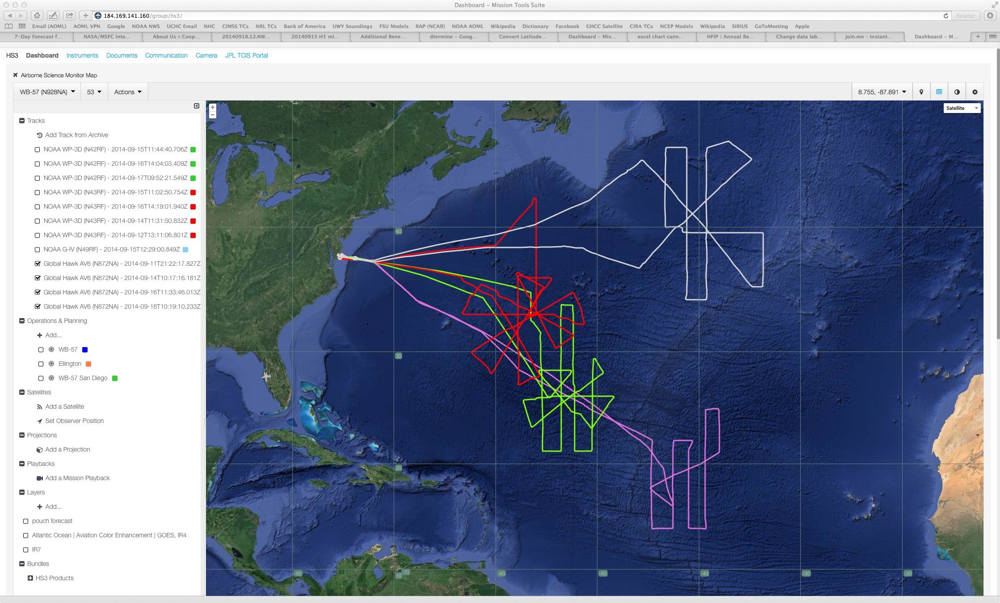 Dashboard – Mission Tools Suite
184.169.141.160/group/hs3/
Reader
Email (AOML) AOML VPN Google NOAA NWS UCHC Email NHC CIMSS TCs NRL TCs Bank of America UWY Soundings FSU Models RAP (NCAR) NOAA AOML Wikipedia Dictionary Facebook GHCC Satellite CIRA TCs NCEP Models Wikipedia SIRIUS GoToMeeting Apple
7-Day Forecast f... NASA/MSFC Inte... About Us :: Coop... 20140918.12.NW... 20140915 H1 mi... Additional Bene... dtermine – Goog... Convert Latitude... Dashboard – Mis... excel chart cann... HFIP | Annual Re... Change data lab... join.me – Instant... Dashboard – M...
HS3 Dashboard Instruments Documents Communication Camera JPL TCIS Portal
Airborne Science Monitor Map
WB-57 (N928NA) 53 Actions 8.755, -87.891
Satellite
Tracks
Add Track from Archive
NOAA WP-3D (N42RF) - 2014-09-15T11:44:40.706Z
NOAA WP-3D (N42RF) - 2014-09-16T14:04:03.409Z
NOAA WP-3D (N42RF) - 2014-09-17T09:52:21.549Z
NOAA WP-3D (N43RF) - 2014-09-15T11:02:50.754Z
NOAA WP-3D (N43RF) - 2014-09-16T14:19:01.940Z
NOAA WP-3D (N43RF) - 2014-09-14T11:31:50.832Z
NOAA WP-3D (N43RF) - 2014-09-12T13:11:06.801Z
NOAA G-IV (N49RF) - 2014-09-15T12:29:00.849Z
Global Hawk AV6 (N872NA) - 2014-09-11T21:22:17.827Z
Global Hawk AV6 (N872NA) - 2014-09-14T10:17:16.181Z
Global Hawk AV6 (N872NA) - 2014-09-16T11:33:46.013Z
Global Hawk AV6 (N872NA) - 2014-09-18T10:19:10.233Z
Operations & Planning
Add...
WB-57
Ellington
WB-57 San Diego
Satellites
Add a Satellite
Set Observer Position
Projections
Add a Projection
Playbacks
Add a Mission Playback
Layers
Add...
pouch forecast
Atlantic Ocean | Aviation Color Enhancement | GOES, IR4
IR7
Bundles
HS3 Products
40
30
20
10
-80 -70 -60 -50 -40 -30 -20